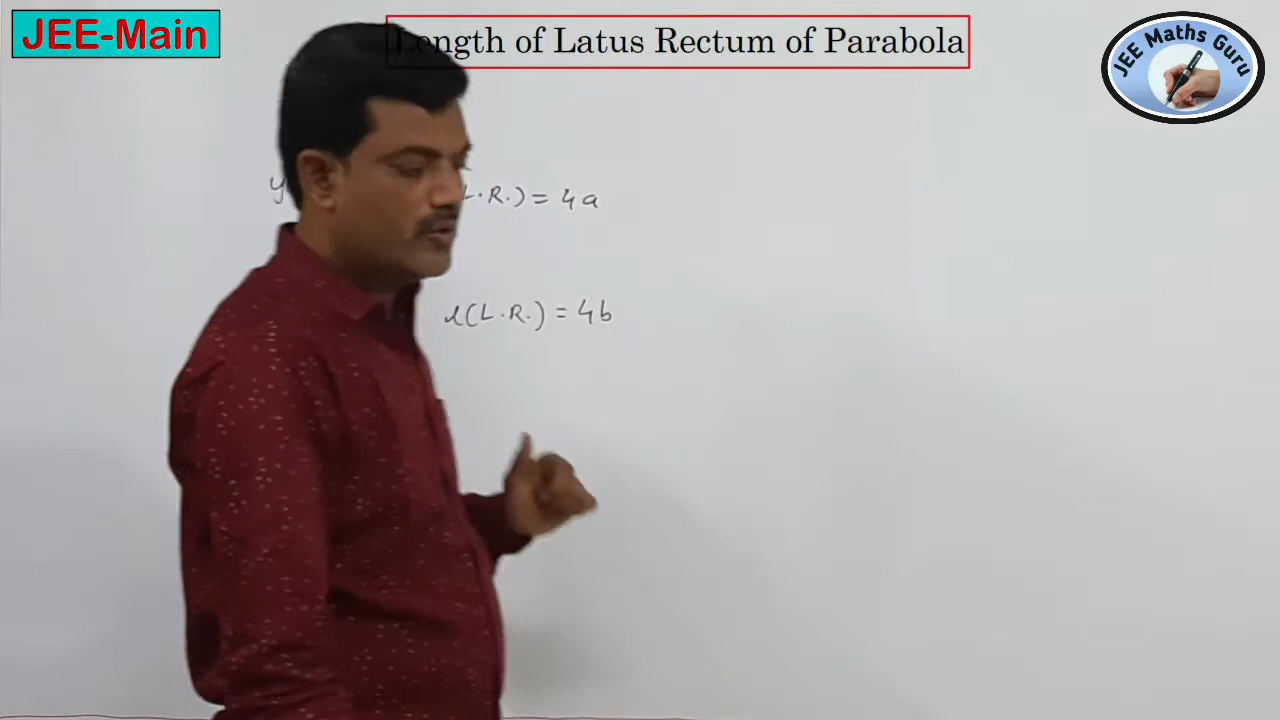 JEE-Main
Length of Latus Rectum of Parabola
JEE Maths Guru
y
L.R.) = 4a
l(L.R.) = 4b